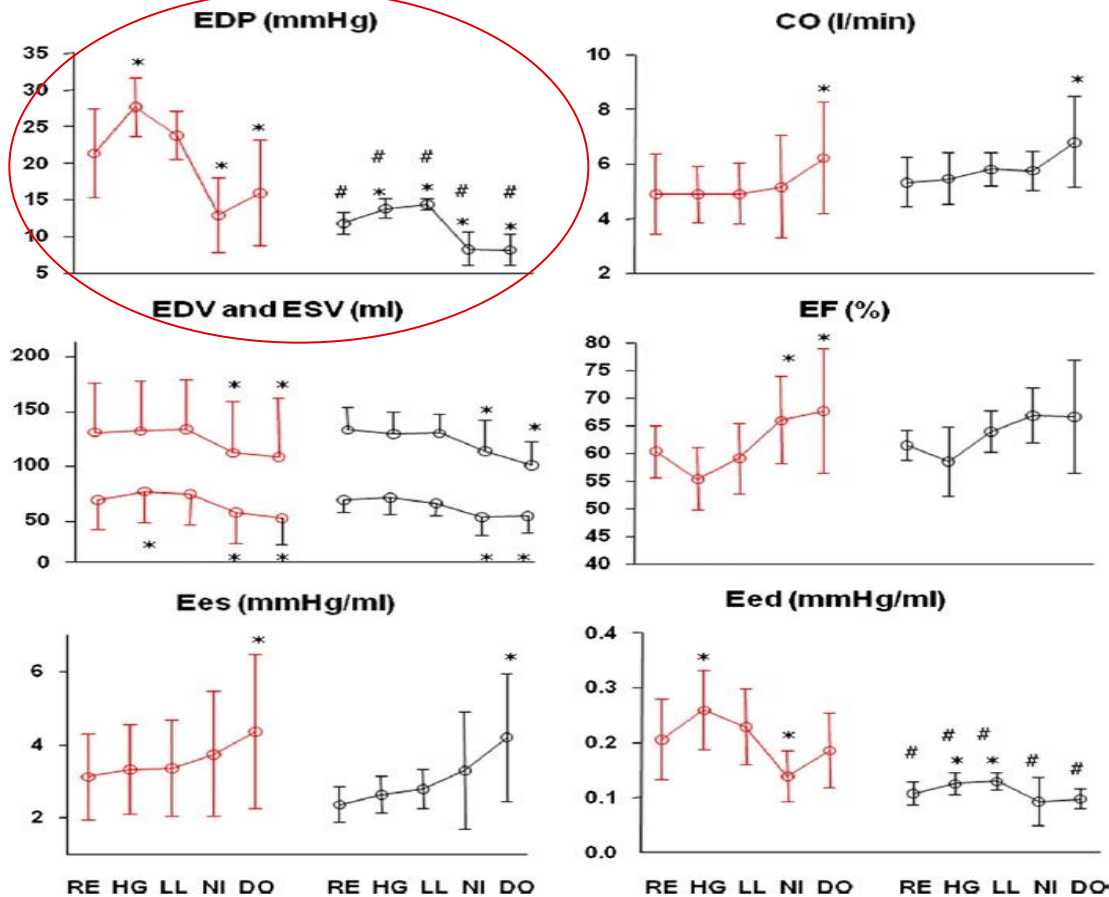 EDP (mmHg)
CO (l/min)
35
30
25
20
15
10
5
* * * # # # # # * * * *
10
8
6
4
2
* *
EDV and ESV (ml)
EF (%)
200
150
100
50
0
* * * * * * * * *
80
75
70
65
60
55
50
45
40
* *
Ees (mmHg/ml)
Eed (mmHg/ml)
6
4
2
* *
0.4
0.3
0.2
0.1
0.0
* * # # # # # * *
RE HG LL NI DO
RE HG LL NI DO
RE HG LL NI DO
RE HG LL NI DO